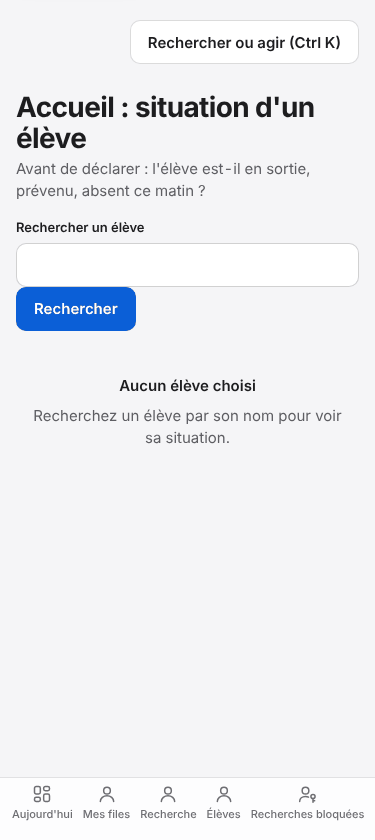 Rechercher ou agir (Ctrl K)
Accueil : situation d'un
élève
Avant de déclarer : l'élève est-il en sortie,
prévenu, absent ce matin ?
Rechercher un élève
Rechercher
Aucun élève choisi
Recherchez un élève par son nom pour voir
sa situation.
Aujourd'hui Mes files Recherche Élèves Recherches bloquées